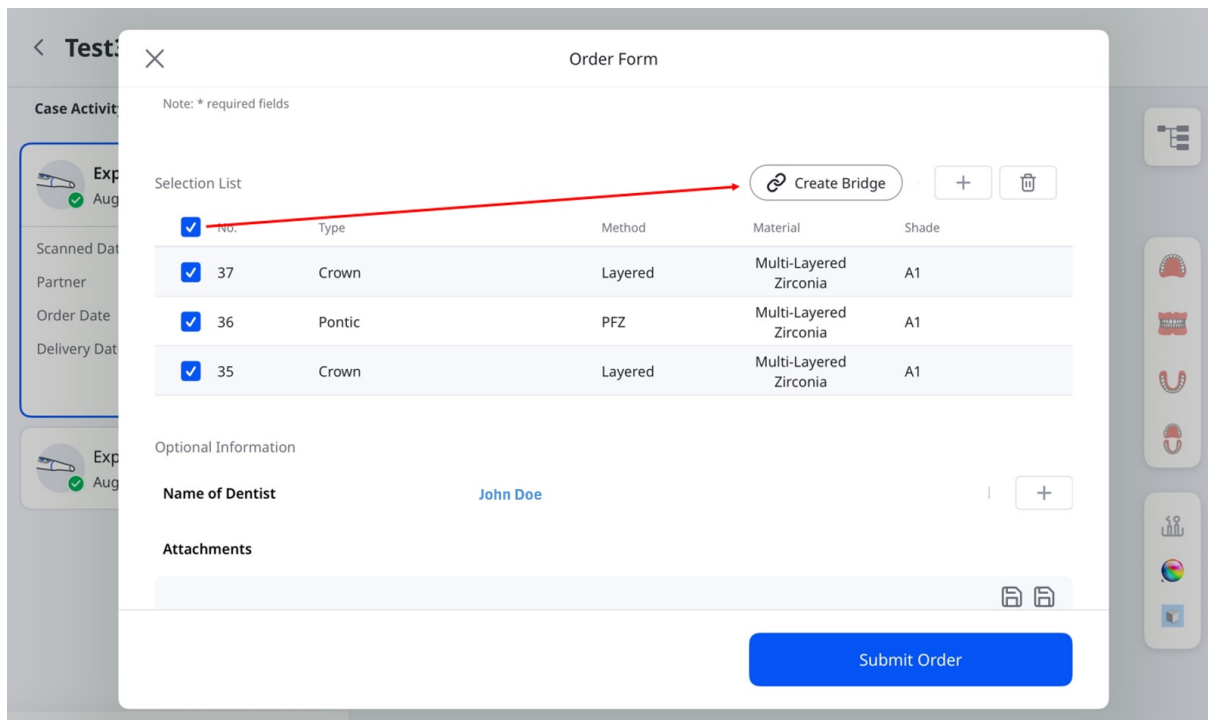 Test3
Order Form
Case Activit
Note: * required fields
Exp
Aug
Selection List
Create Bridge
No.
Type
Method
Material
Shade
Scanned Dat
Partner
Order Date
Delivery Dat
37
Crown
Layered
Multi-Layered
Zirconia
A1
36
Pontic
PFZ
Multi-Layered
Zirconia
A1
35
Crown
Layered
Multi-Layered
Zirconia
A1
Optional Information
Exp
Aug
Name of Dentist
John Doe
Attachments
Submit Order